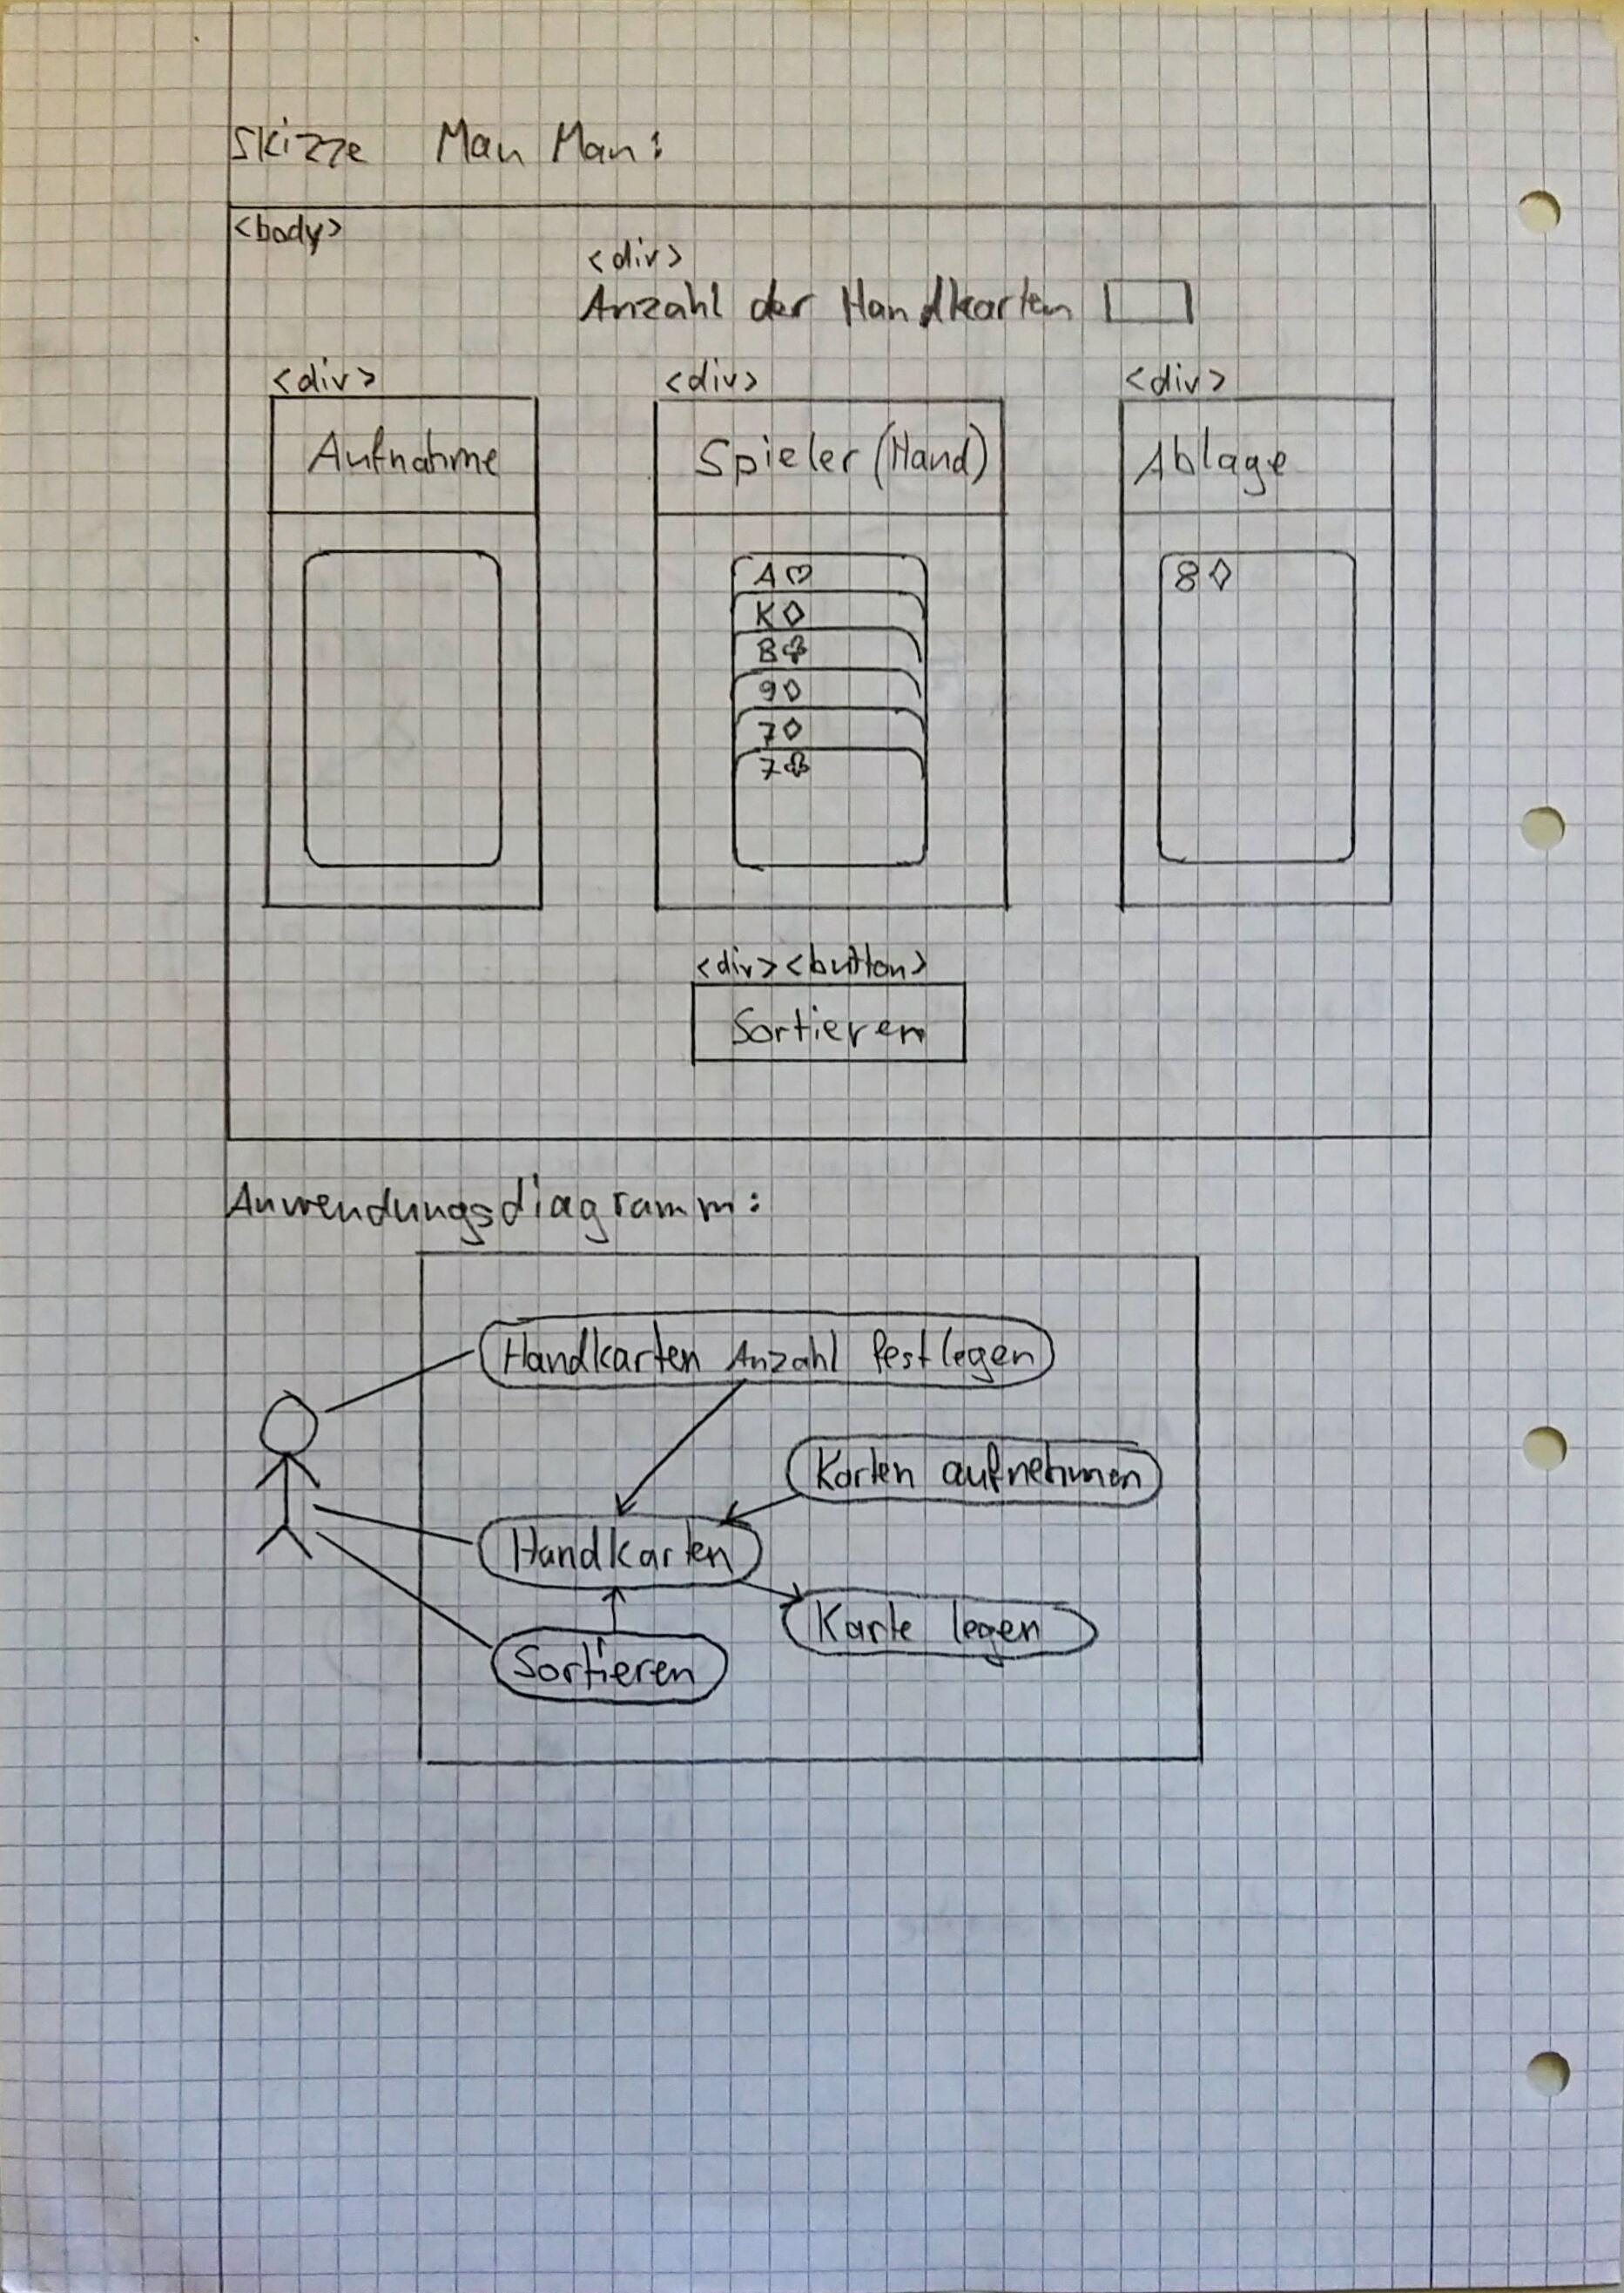 Skizze Mau Mau:
<body>
<div>
Anzahl der Handkarten
<div> <div> <div>
Aufnahme Spieler (Hand) Ablage
A♡ 8♢
K♢
B♧
9♢
7♢
7♧
<div><button>
Sortieren
Anwendungsdiagramm:
Handkarten Anzahl festlegen
Karten aufnehmen
Handkarten
Karte legen
Sortieren